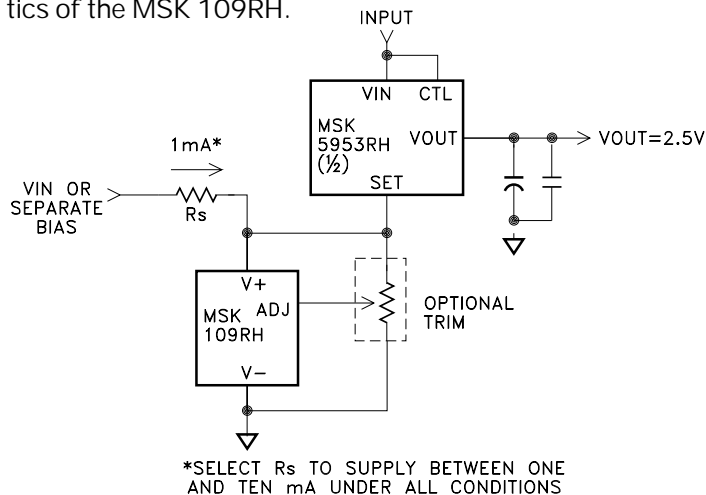 tics of the MSK 109RH.
INPUT
VIN CTL
MSK
5953RH
(½)
VOUT
SET
VOUT=2.5V
1mA*
VIN OR
SEPARATE
BIAS
Rs
V+
MSK
109RH
ADJ
V-
OPTIONAL
TRIM
*SELECT Rs TO SUPPLY BETWEEN ONE
AND TEN mA UNDER ALL CONDITIONS